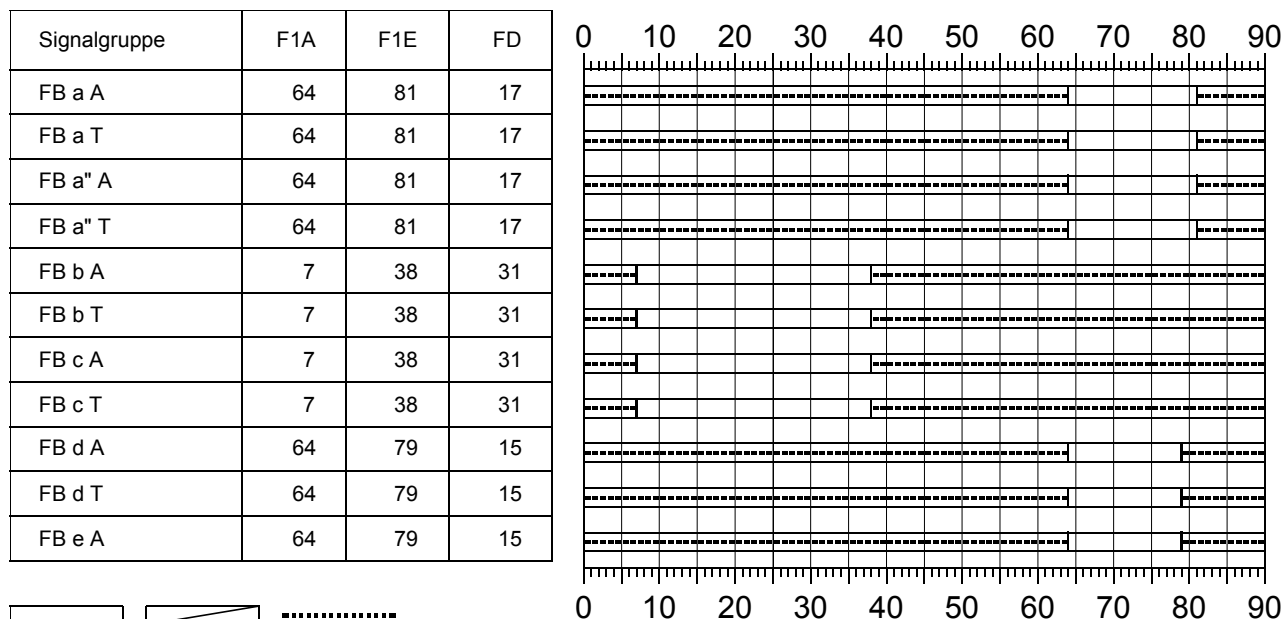 Signalgruppe F1A F1E FD
0 10 20 30 40 50 60 70 80 90
FB a A 64 81 17
FB a T 64 81 17
FB a" A 64 81 17
FB a" T 64 81 17
FB b A 7 38 31
FB b T 7 38 31
FB c A 7 38 31
FB c T 7 38 31
FB d A 64 79 15
FB d T 64 79 15
FB e A 64 79 15
0 10 20 30 40 50 60 70 80 90